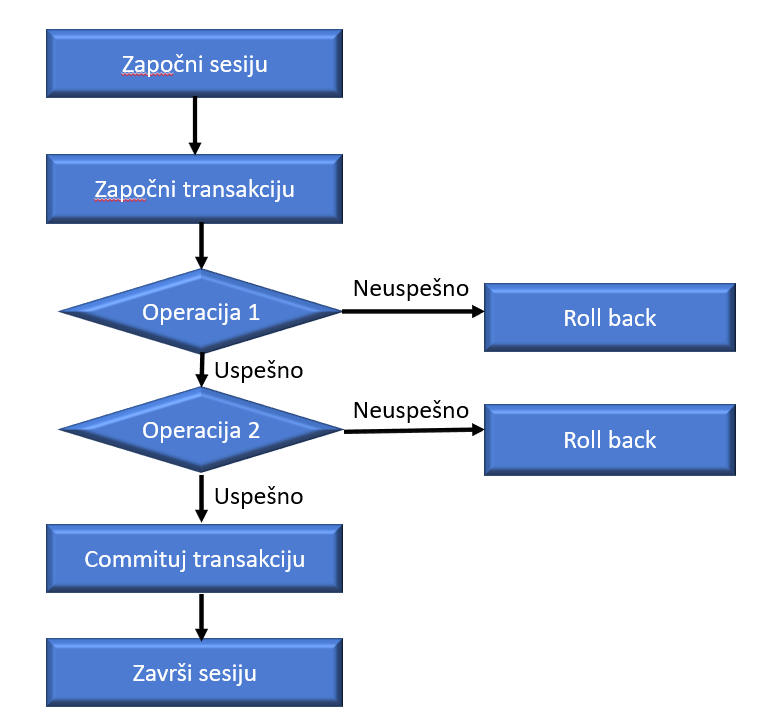 Započni sesiju
Započni transakciju
Operacija 1
Neuspešno
Roll back
Uspešno
Operacija 2
Neuspešno
Roll back
Uspešno
Commituj transakciju
Završi sesiju